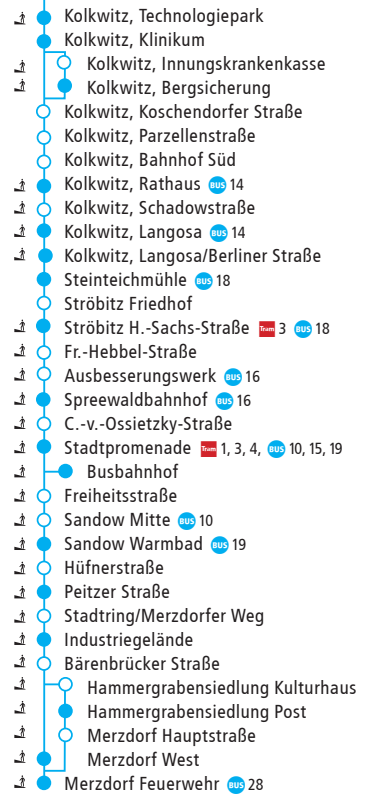 Kolkwitz, Technologiepark
Kolkwitz, Klinikum
Kolkwitz, Innungskrankenkasse
Kolkwitz, Bergsicherung
Kolkwitz, Koschendorfer Straße
Kolkwitz, Parzellenstraße
Kolkwitz, Bahnhof Süd
Kolkwitz, Rathaus BUS 14
Kolkwitz, Schadowstraße
Kolkwitz, Langosa BUS 14
Kolkwitz, Langosa/Berliner Straße
Steinteichmühle BUS 18
Ströbitz Friedhof
Ströbitz H.-Sachs-Straße Tram 3 BUS 18
Fr.-Hebbel-Straße
Ausbesserungswerk BUS 16
Spreewaldbahnhof BUS 16
C.-v.-Ossietzky-Straße
Stadtpromenade Tram 1, 3, 4, BUS 10, 15, 19
Busbahnhof
Freiheitsstraße
Sandow Mitte BUS 10
Sandow Warmbad BUS 19
Hüfnerstraße
Peitzer Straße
Stadtring/Merzdorfer Weg
Industriegelände
Bärenbrücker Straße
Hammergrabensiedlung Kulturhaus
Hammergrabensiedlung Post
Merzdorf Hauptstraße
Merzdorf West
Merzdorf Feuerwehr BUS 28